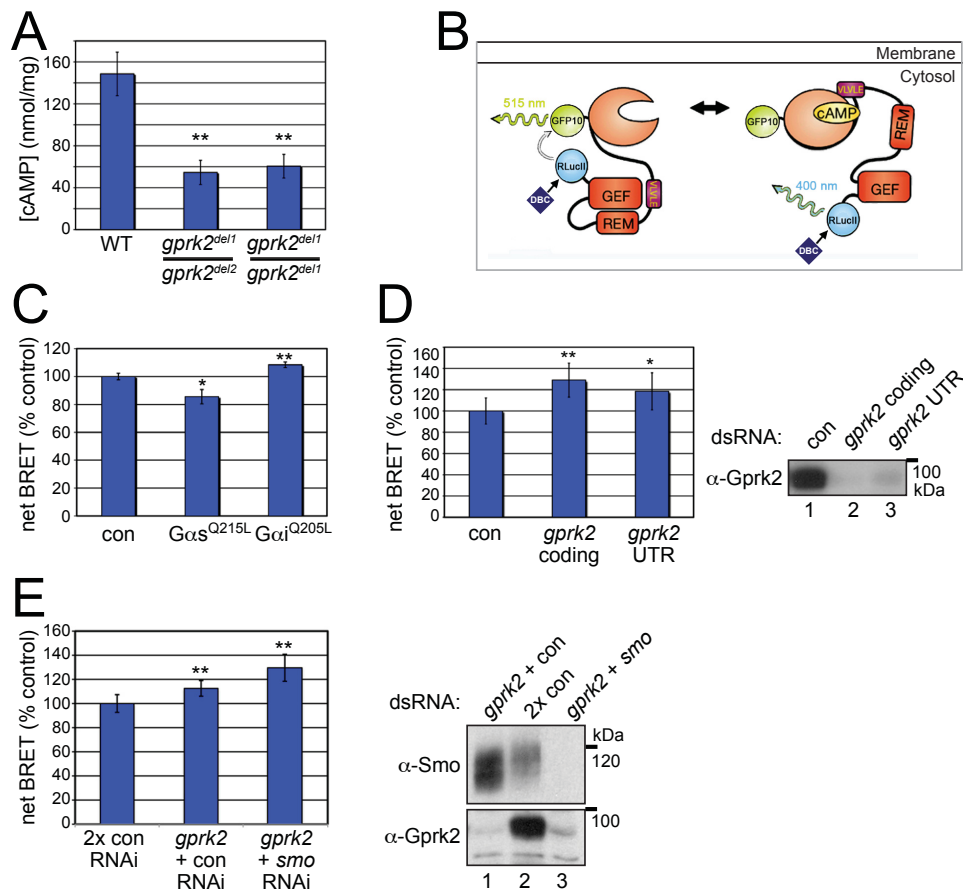 A
[cAMP] (nmol/mg)
160
120
80
40
0
WT
gprk2del1
gprk2del2
gprk2del1
gprk2del1
**
**
B
Membrane
Cytosol
515 nm
GFP10
RLucII
DBC
GEF
REM
VLVLE
GFP10
cAMP
VLVLE
REM
GEF
400 nm
RLucII
DBC
C
net BRET (% control)
120
100
80
60
40
20
0
*
**
con
GαsQ215L
GαiQ205L
D
net BRET (% control)
160
140
120
100
80
60
40
20
0
**
*
con
gprk2
coding
gprk2
UTR
dsRNA:
con
gprk2 coding
gprk2 UTR
α-Gprk2
100
kDa
1 2 3
E
net BRET (% control)
160
140
120
100
80
60
40
20
0
**
**
2x con
RNAi
gprk2
+ con
RNAi
gprk2
+ smo
RNAi
dsRNA:
gprk2 + con
2x con
gprk2 + smo
kDa
α-Smo
120
α-Gprk2
100
1 2 3